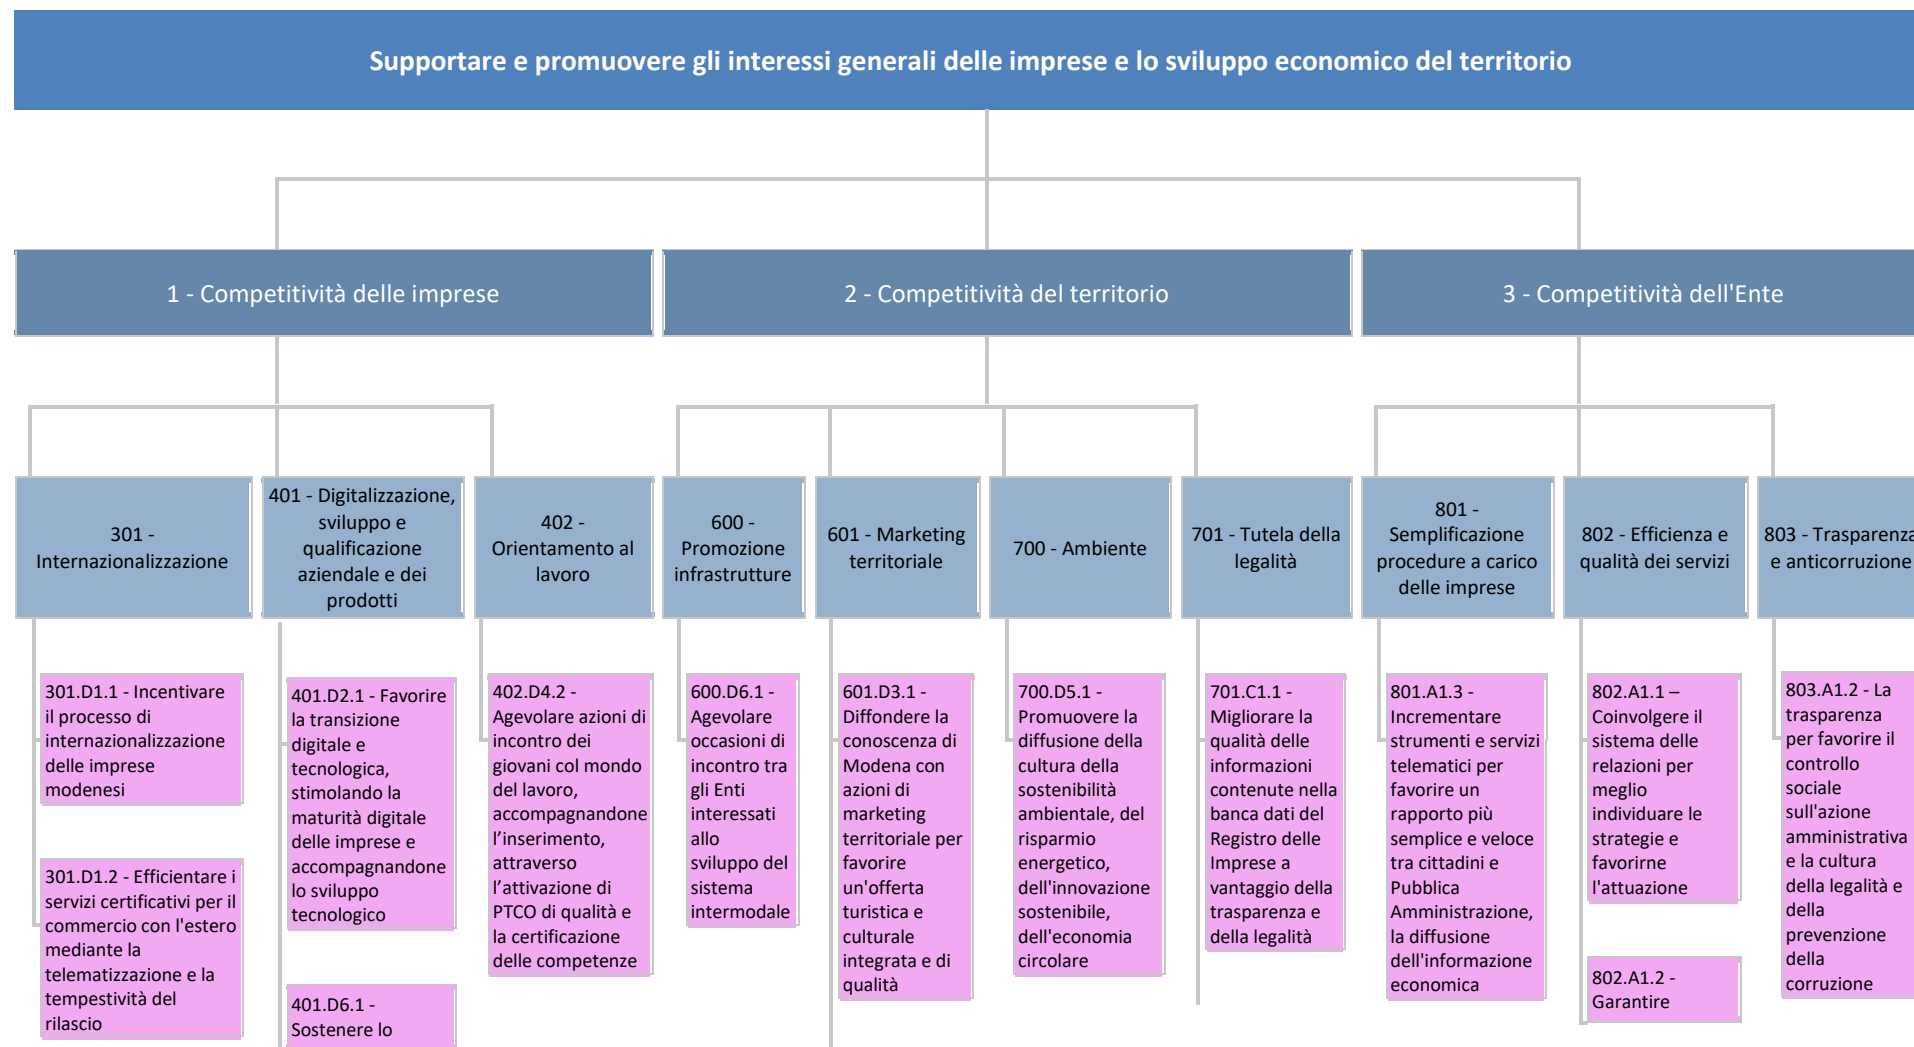 Supportare e promuovere gli interessi generali delle imprese e lo sviluppo economico del territorio
1 - Competitività delle imprese
2 - Competitività del territorio
3 - Competitività dell'Ente
301 -
Internazionalizzazione
401 - Digitalizzazione,
sviluppo e
qualificazione
aziendale e dei
prodotti
402 -
Orientamento al
lavoro
600 -
Promozione
infrastrutture
601 - Marketing
territoriale
700 - Ambiente
701 - Tutela della
legalità
801 -
Semplificazione
procedure a carico
delle imprese
802 - Efficienza e
qualità dei servizi
803 - Trasparenza
e anticorruzione
301.D1.1 - Incentivare
il processo di
internazionalizzazione
delle imprese
modenesi
301.D1.2 - Efficientare i
servizi certificativi per il
commercio con l'estero
mediante la
telematizzazione e la
tempestività del
rilascio
401.D2.1 - Favorire
la transizione
digitale e
tecnologica,
stimolando la
maturità digitale
delle imprese e
accompagnandone
lo sviluppo
tecnologico
401.D6.1 -
Sostenere lo
402.D4.2 -
Agevolare azioni di
incontro dei
giovani col mondo
del lavoro,
accompagnandone
l’inserimento,
attraverso
l’attivazione di
PTCO di qualità e
la certificazione
delle competenze
600.D6.1 -
Agevolare
occasioni di
incontro tra
gli Enti
interessati
allo
sviluppo del
sistema
intermodale
601.D3.1 -
Diffondere la
conoscenza di
Modena con
azioni di
marketing
territoriale per
favorire
un'offerta
turistica e
culturale
integrata e di
qualità
700.D5.1 -
Promuovere la
diffusione della
cultura della
sostenibilità
ambientale, del
risparmio
energetico,
dell'innovazione
sostenibile,
dell'economia
circolare
701.C1.1 -
Migliorare la
qualità delle
informazioni
contenute nella
banca dati del
Registro delle
Imprese a
vantaggio della
trasparenza e
della legalità
801.A1.3 -
Incrementare
strumenti e servizi
telematici per
favorire un
rapporto più
semplice e veloce
tra cittadini e
Pubblica
Amministrazione,
la diffusione
dell'informazione
economica
802.A1.1 –
Coinvolgere il
sistema delle
relazioni per
meglio
individuare le
strategie e
favorirne
l'attuazione
802.A1.2 -
Garantire
803.A1.2 - La
trasparenza
per favorire il
controllo
sociale
sull'azione
amministrativa
e la cultura
della legalità e
della
prevenzione
della
corruzione